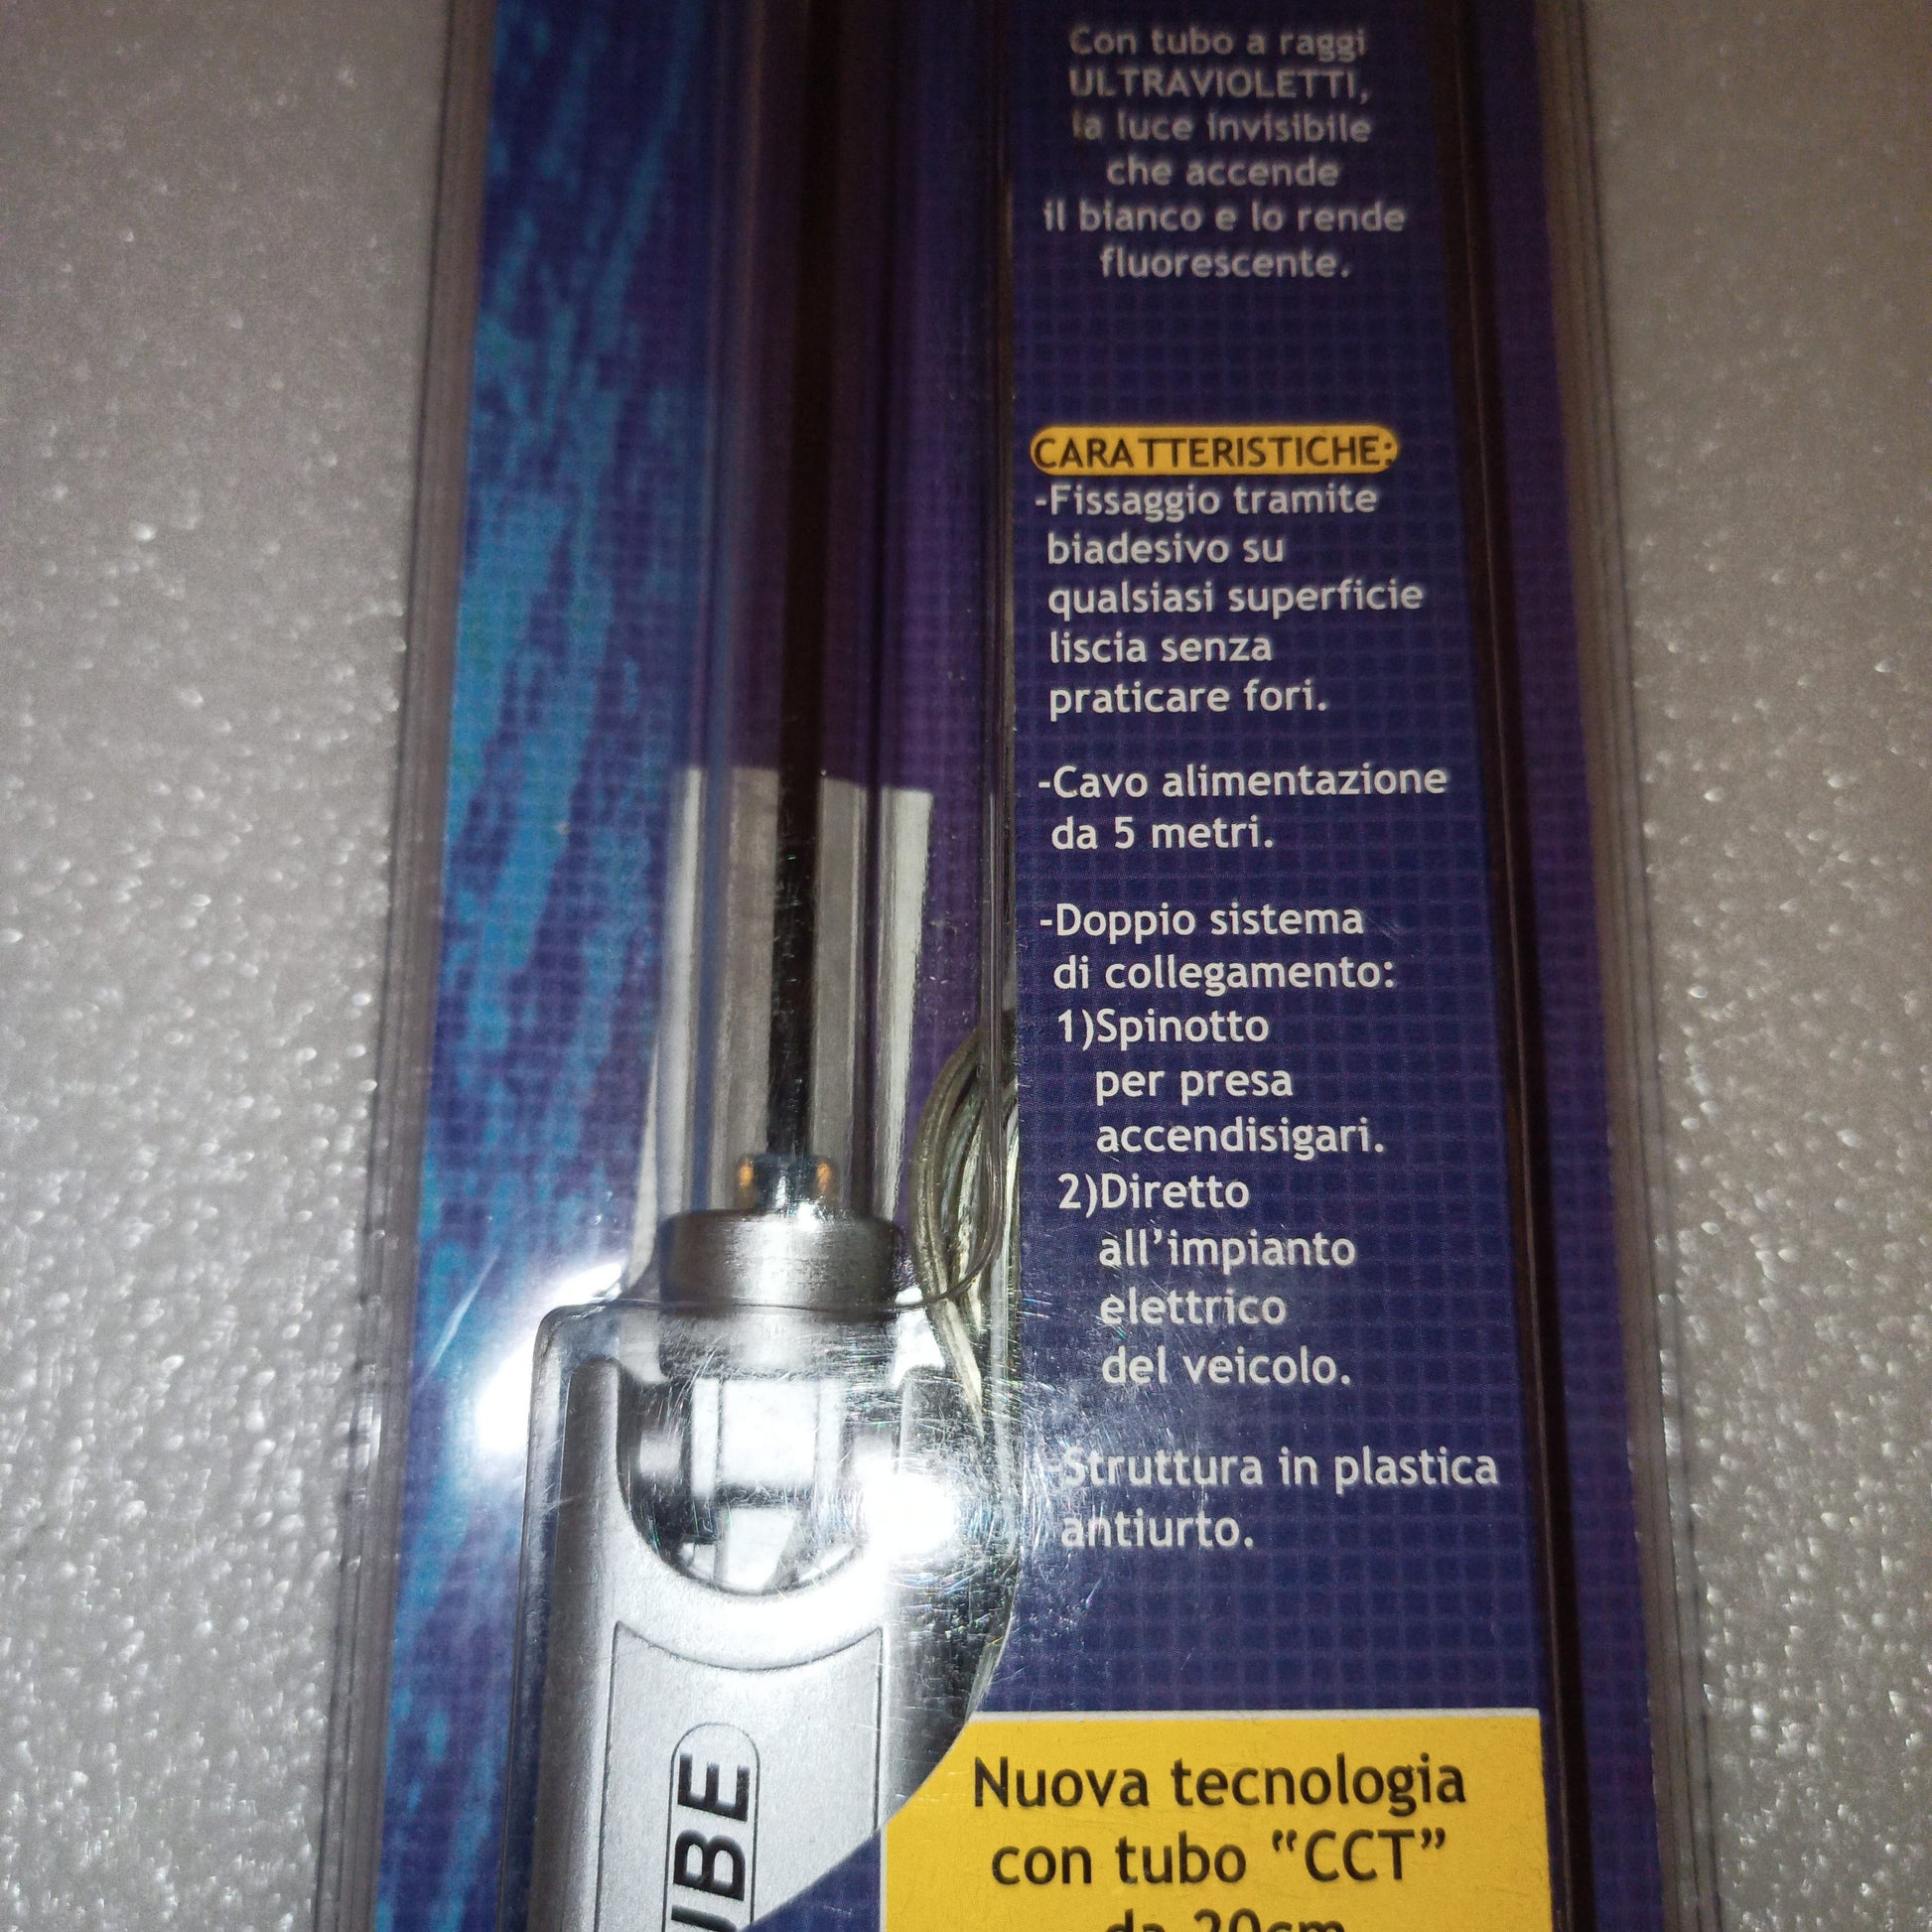 Con tubo a raggi
ULTRAVIOLETTI,
la luce invisibile
che accende
il bianco e lo rende
fluorescente.
CARATTERISTICHE:
-Fissaggio tramite
biadesivo su
qualsiasi superficie
liscia senza
praticare fori.
-Cavo alimentazione
da 5 metri.
-Doppio sistema
di collegamento:
1)Spinotto
per presa
accendisigari.
2)Diretto
all'impianto
elettrico
del veicolo.
-Struttura in plastica
antiurto.
Nuova tecnologia
con tubo "CCT"
da 20cm